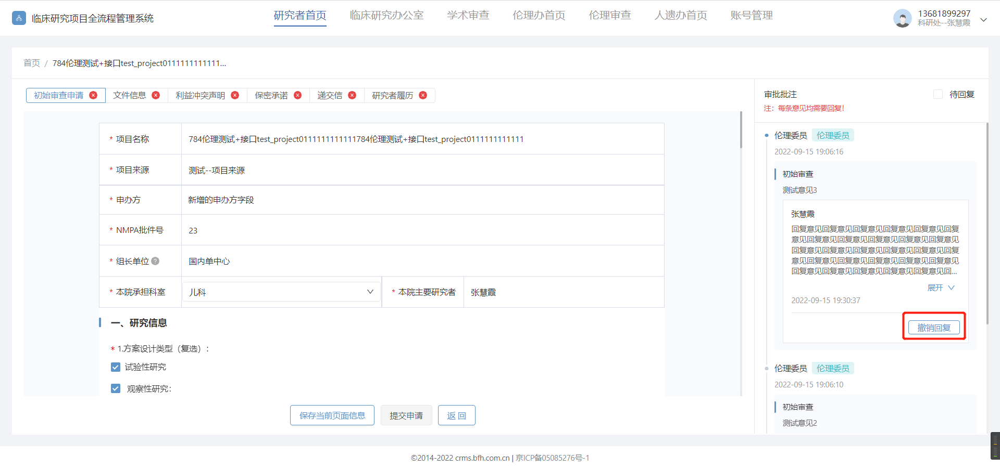 临床研究项目全流程管理系统
研究者首页
临床研究办公室
学术审查
伦理办首页
伦理审查
人遗办首页
账号管理
13681899297
科研处--张慧霞
首页 / 784伦理测试+接口test_project0111111111111...
初始审查申请
文件信息
利益冲突声明
保密承诺
递交信
研究者履历
* 项目名称
784伦理测试+接口test_project0111111111111784伦理测试+接口test_project0111111111111
* 项目来源
测试--项目来源
* 申办方
新增的申办方字段
* NMPA批件号
23
* 组长单位 ?
国内单中心
* 本院承担科室
儿科
* 本院主要研究者
张慧霞
一、研究信息
* 1.方案设计类型（复选）：
试验性研究
观察性研究:
保存当前页面信息
提交申请
返 回
审批批注
待回复
注：每条意见均需要回复！
伦理委员 伦理委员
2022-09-15 19:06:16
初始审查
测试意见3
张慧霞
回复意见回复意见回复意见回复意见回复意见回复
意见回复意见回复意见回复意见回复意见回复意见
回复意见回复意见回复意见回复意见回复意见回复
意见回复意见回复意见回复意见回复意见回复意见
回复意见回复意见回复意见回复意见回复意见回...
展开
2022-09-15 19:30:37
撤销回复
伦理委员 伦理委员
2022-09-15 19:06:10
初始审查
测试意见2
©2014-2022 crms.bfh.com.cn | 京ICP备05085276号-1